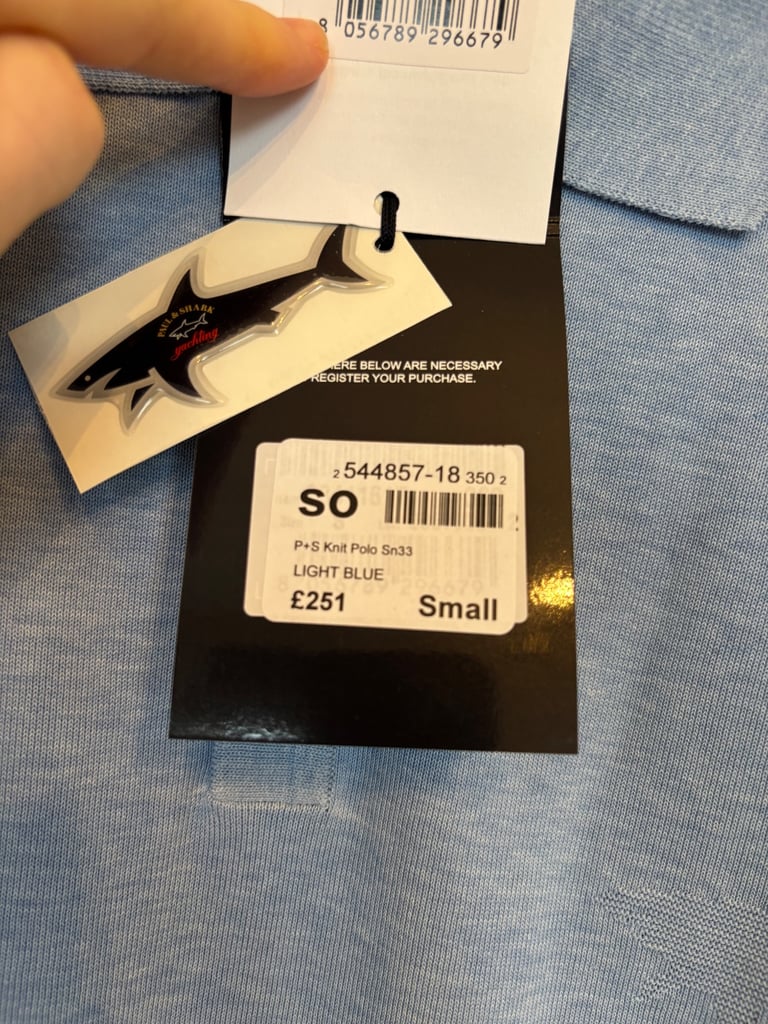 8 056789 296679
PAUL & SHARK
yachting
HERE BELOW ARE NECESSARY
REGISTER YOUR PURCHASE.
2 544857-18 350 2
SO
P+S Knit Polo Sn33
LIGHT BLUE
£251 Small